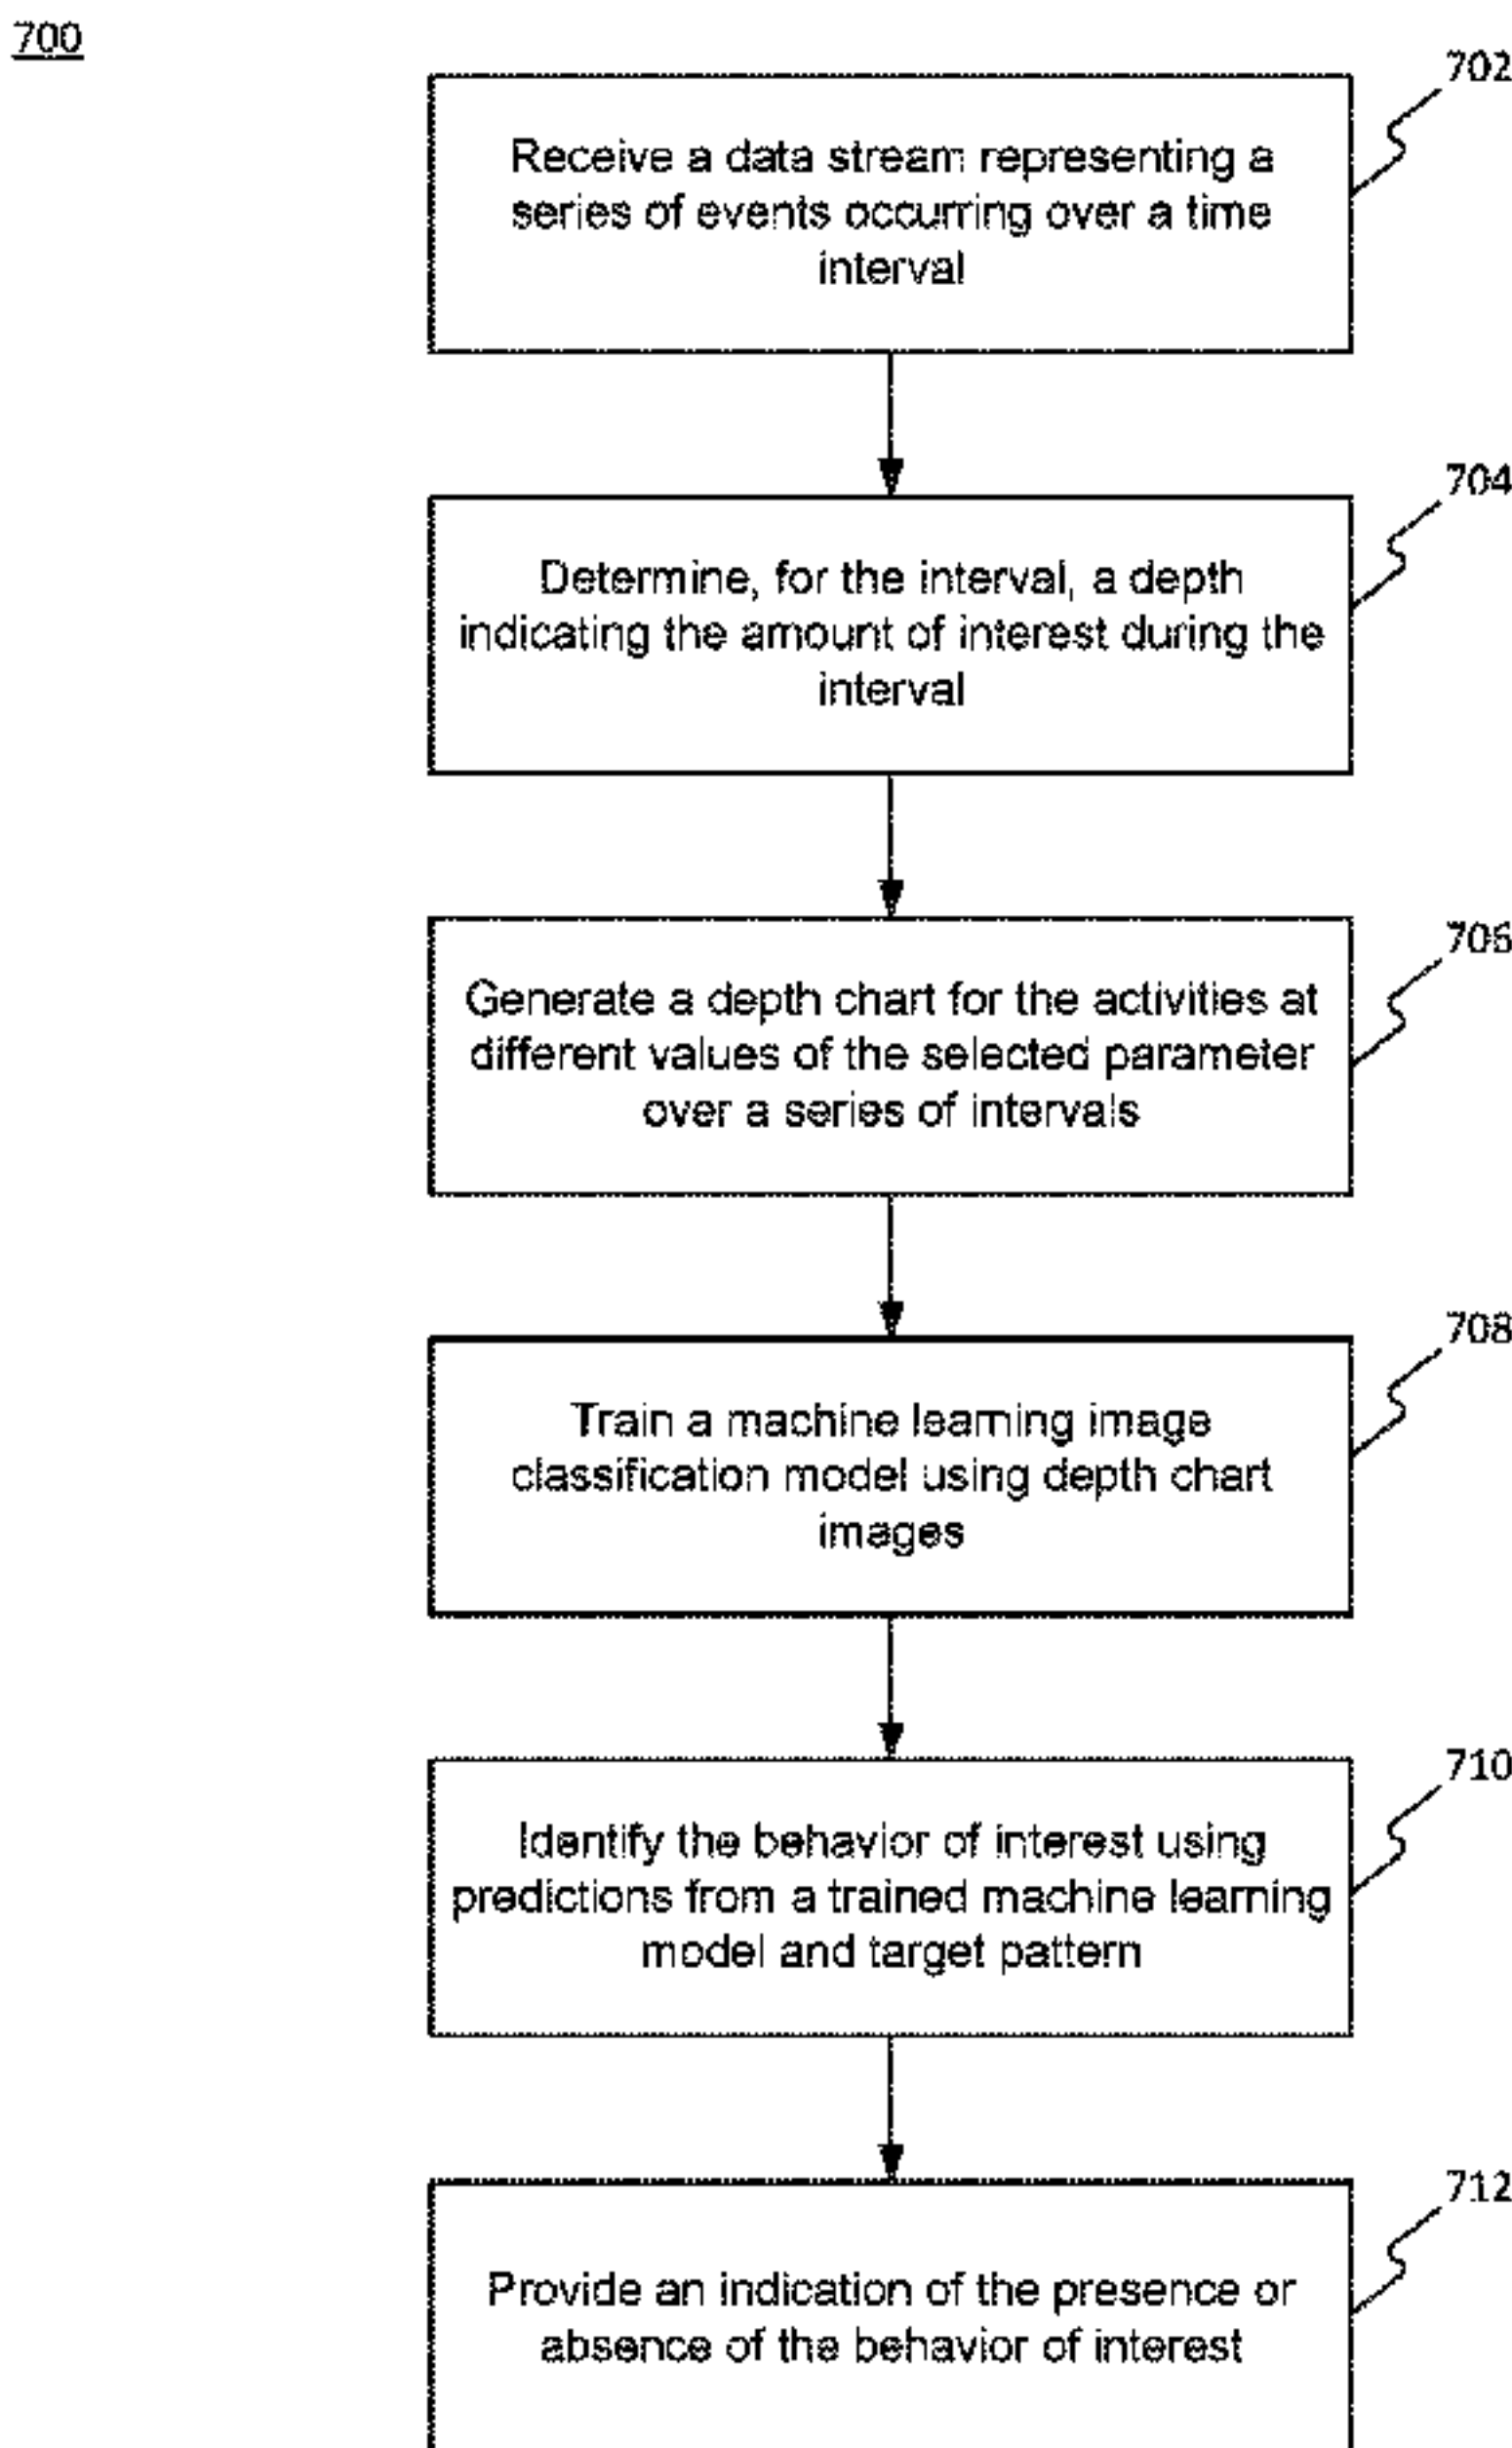 700
702
Receive a data stream representing a
series of events occurring over a time
interval
704
Determine, for the interval, a depth
indicating the amount of interest during the
interval
706
Generate a depth chart for the activities at
different values of the selected parameter
over a series of intervals
708
Train a machine learning image
classification model using depth chart
images
710
Identify the behavior of interest using
predictions from a trained machine learning
model and target pattern
712
Provide an indication of the presence or
absence of the behavior of interest